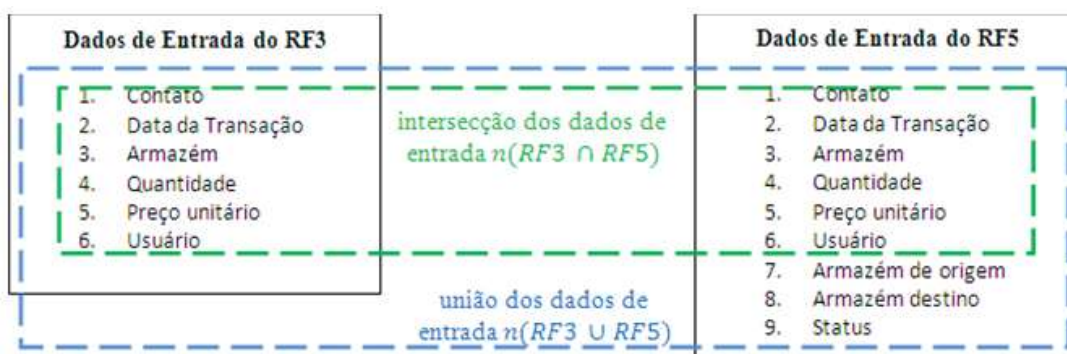 Dados de Entrada do RF3
1. Contato
2. Data da Transação
3. Armazém
4. Quantidade
5. Preço unitário
6. Usuário
intersecção dos dados de
entrada n(RF3 ∩ RF5)
união dos dados de
entrada n(RF3 ∪ RF5)
Dados de Entrada do RF5
1. Contato
2. Data da Transação
3. Armazém
4. Quantidade
5. Preço unitário
6. Usuário
7. Armazém de origem
8. Armazém destino
9. Status